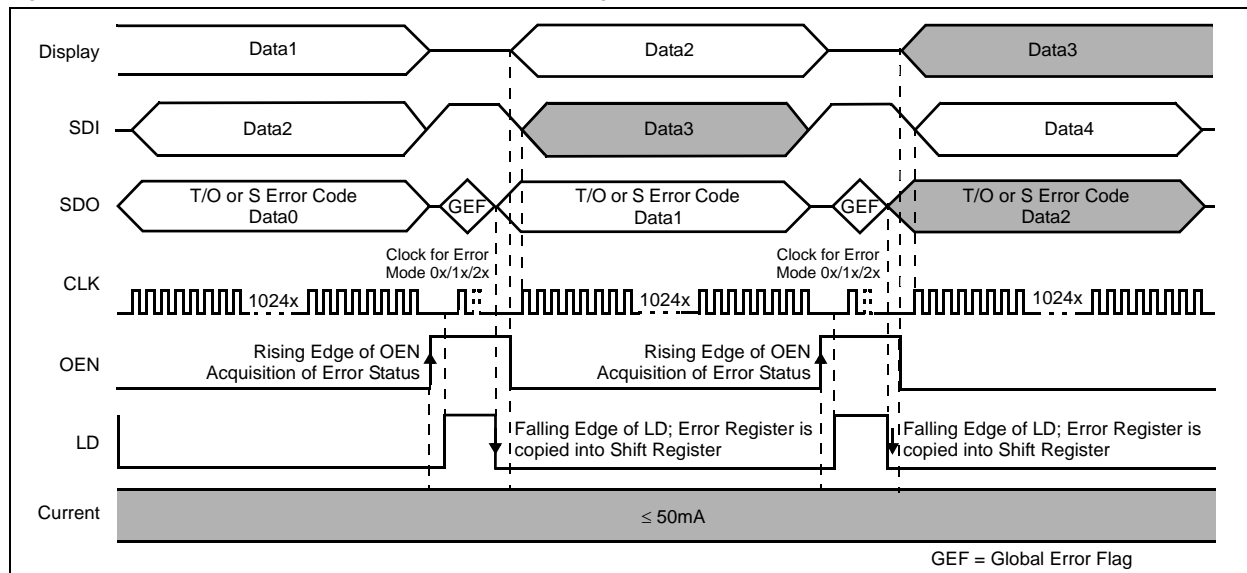 Display
Data1
Data2
Data3
SDI
Data2
Data3
Data4
SDO
T/O or S Error Code
Data0
GEF
T/O or S Error Code
Data1
GEF
T/O or S Error Code
Data2
Clock for Error
Mode 0x/1x/2x
Clock for Error
Mode 0x/1x/2x
CLK
1024x
1024x
1024x
OEN
Rising Edge of OEN
Acquisition of Error Status
Rising Edge of OEN
Acquisition of Error Status
LD
Falling Edge of LD; Error Register is
copied into Shift Register
Falling Edge of LD; Error Register is
copied into Shift Register
Current
≤ 50mA
GEF = Global Error Flag